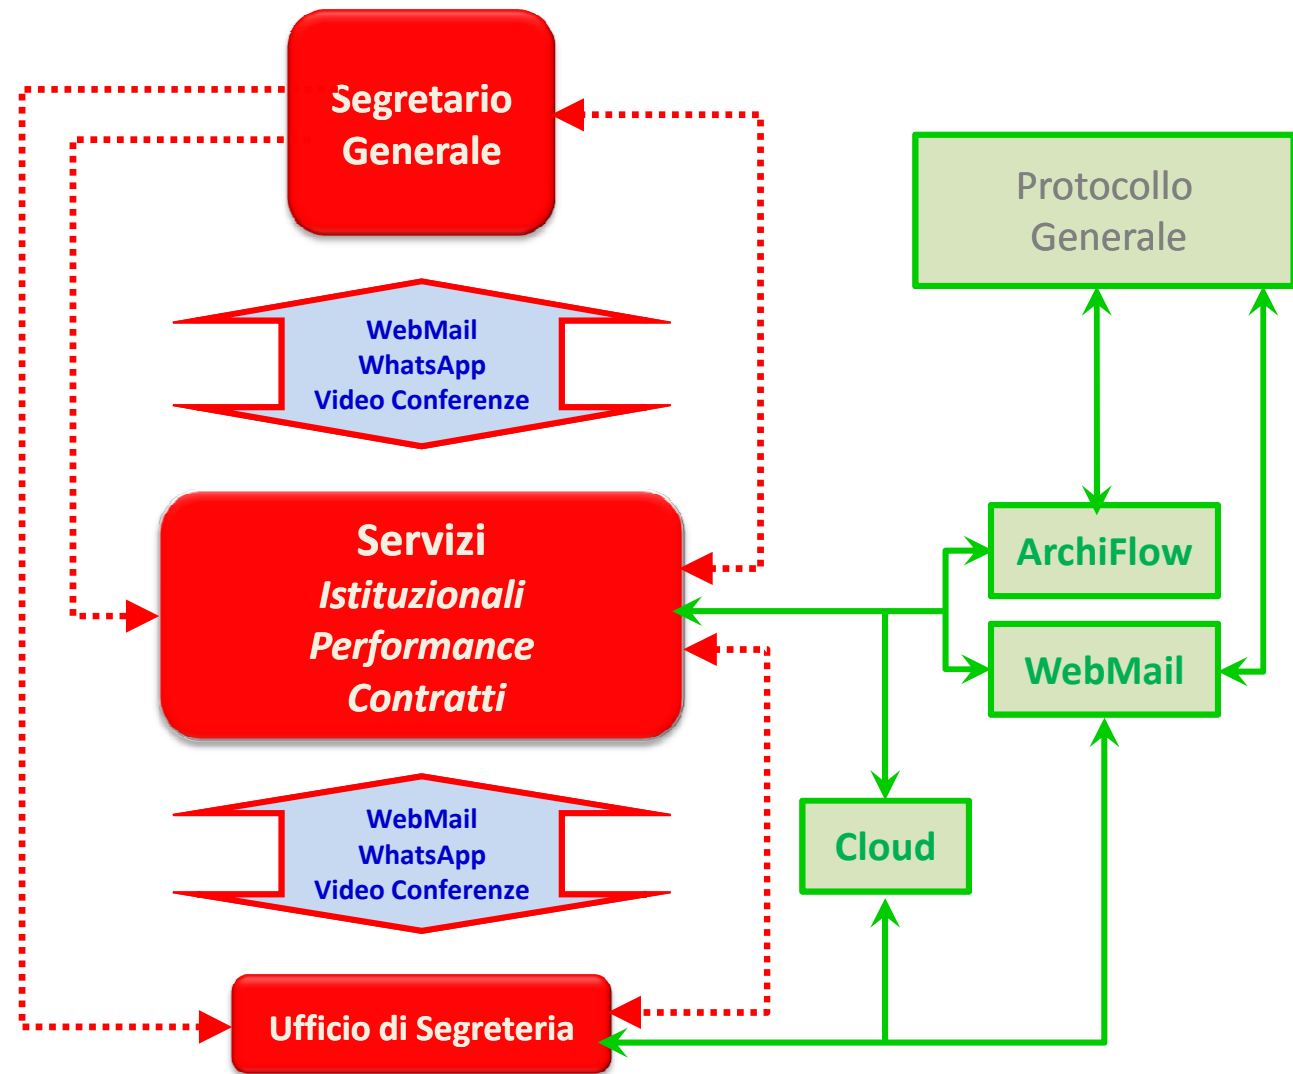 Segretario
Generale
Protocollo
Generale
WebMail
WhatsApp
Video Conferenze
Servizi
Istituzionali
Performance
Contratti
ArchiFlow
WebMail
Cloud
WebMail
WhatsApp
Video Conferenze
Ufficio di Segreteria